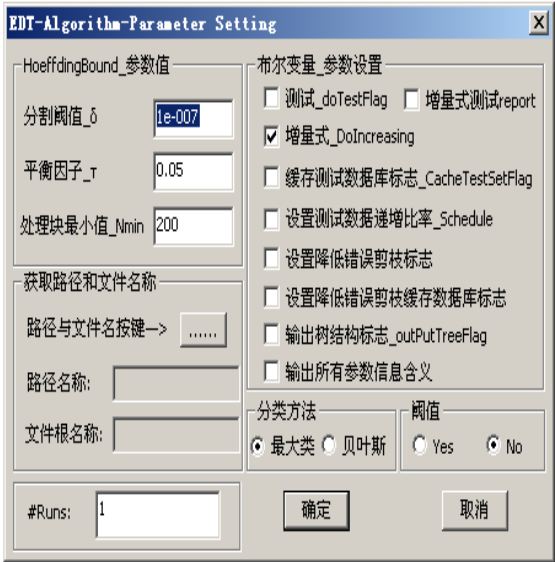 EDT-Algorithm-Parameter Setting
HoeffdingBound_参数值
分割阈值_δ 1e-007
平衡因子_τ 0.05
处理块最小值_Nmin 200
获取路径和文件名称
路径与文件名按键—> ......
路径名称:
文件根名称:
#Runs: 1
布尔变量_参数设置
测试_doTestFlag 增量式测试report
增量式_DoIncreasing
缓存测试数据库标志_CacheTestSetFlag
设置测试数据递增比率_Schedule
设置降低错误剪枝标志
设置降低错误剪枝缓存数据库标志
输出树结构标志_outPutTreeFlag
输出所有参数信息含义
分类方法
最大类 贝叶斯
阈值
Yes No
确定 取消